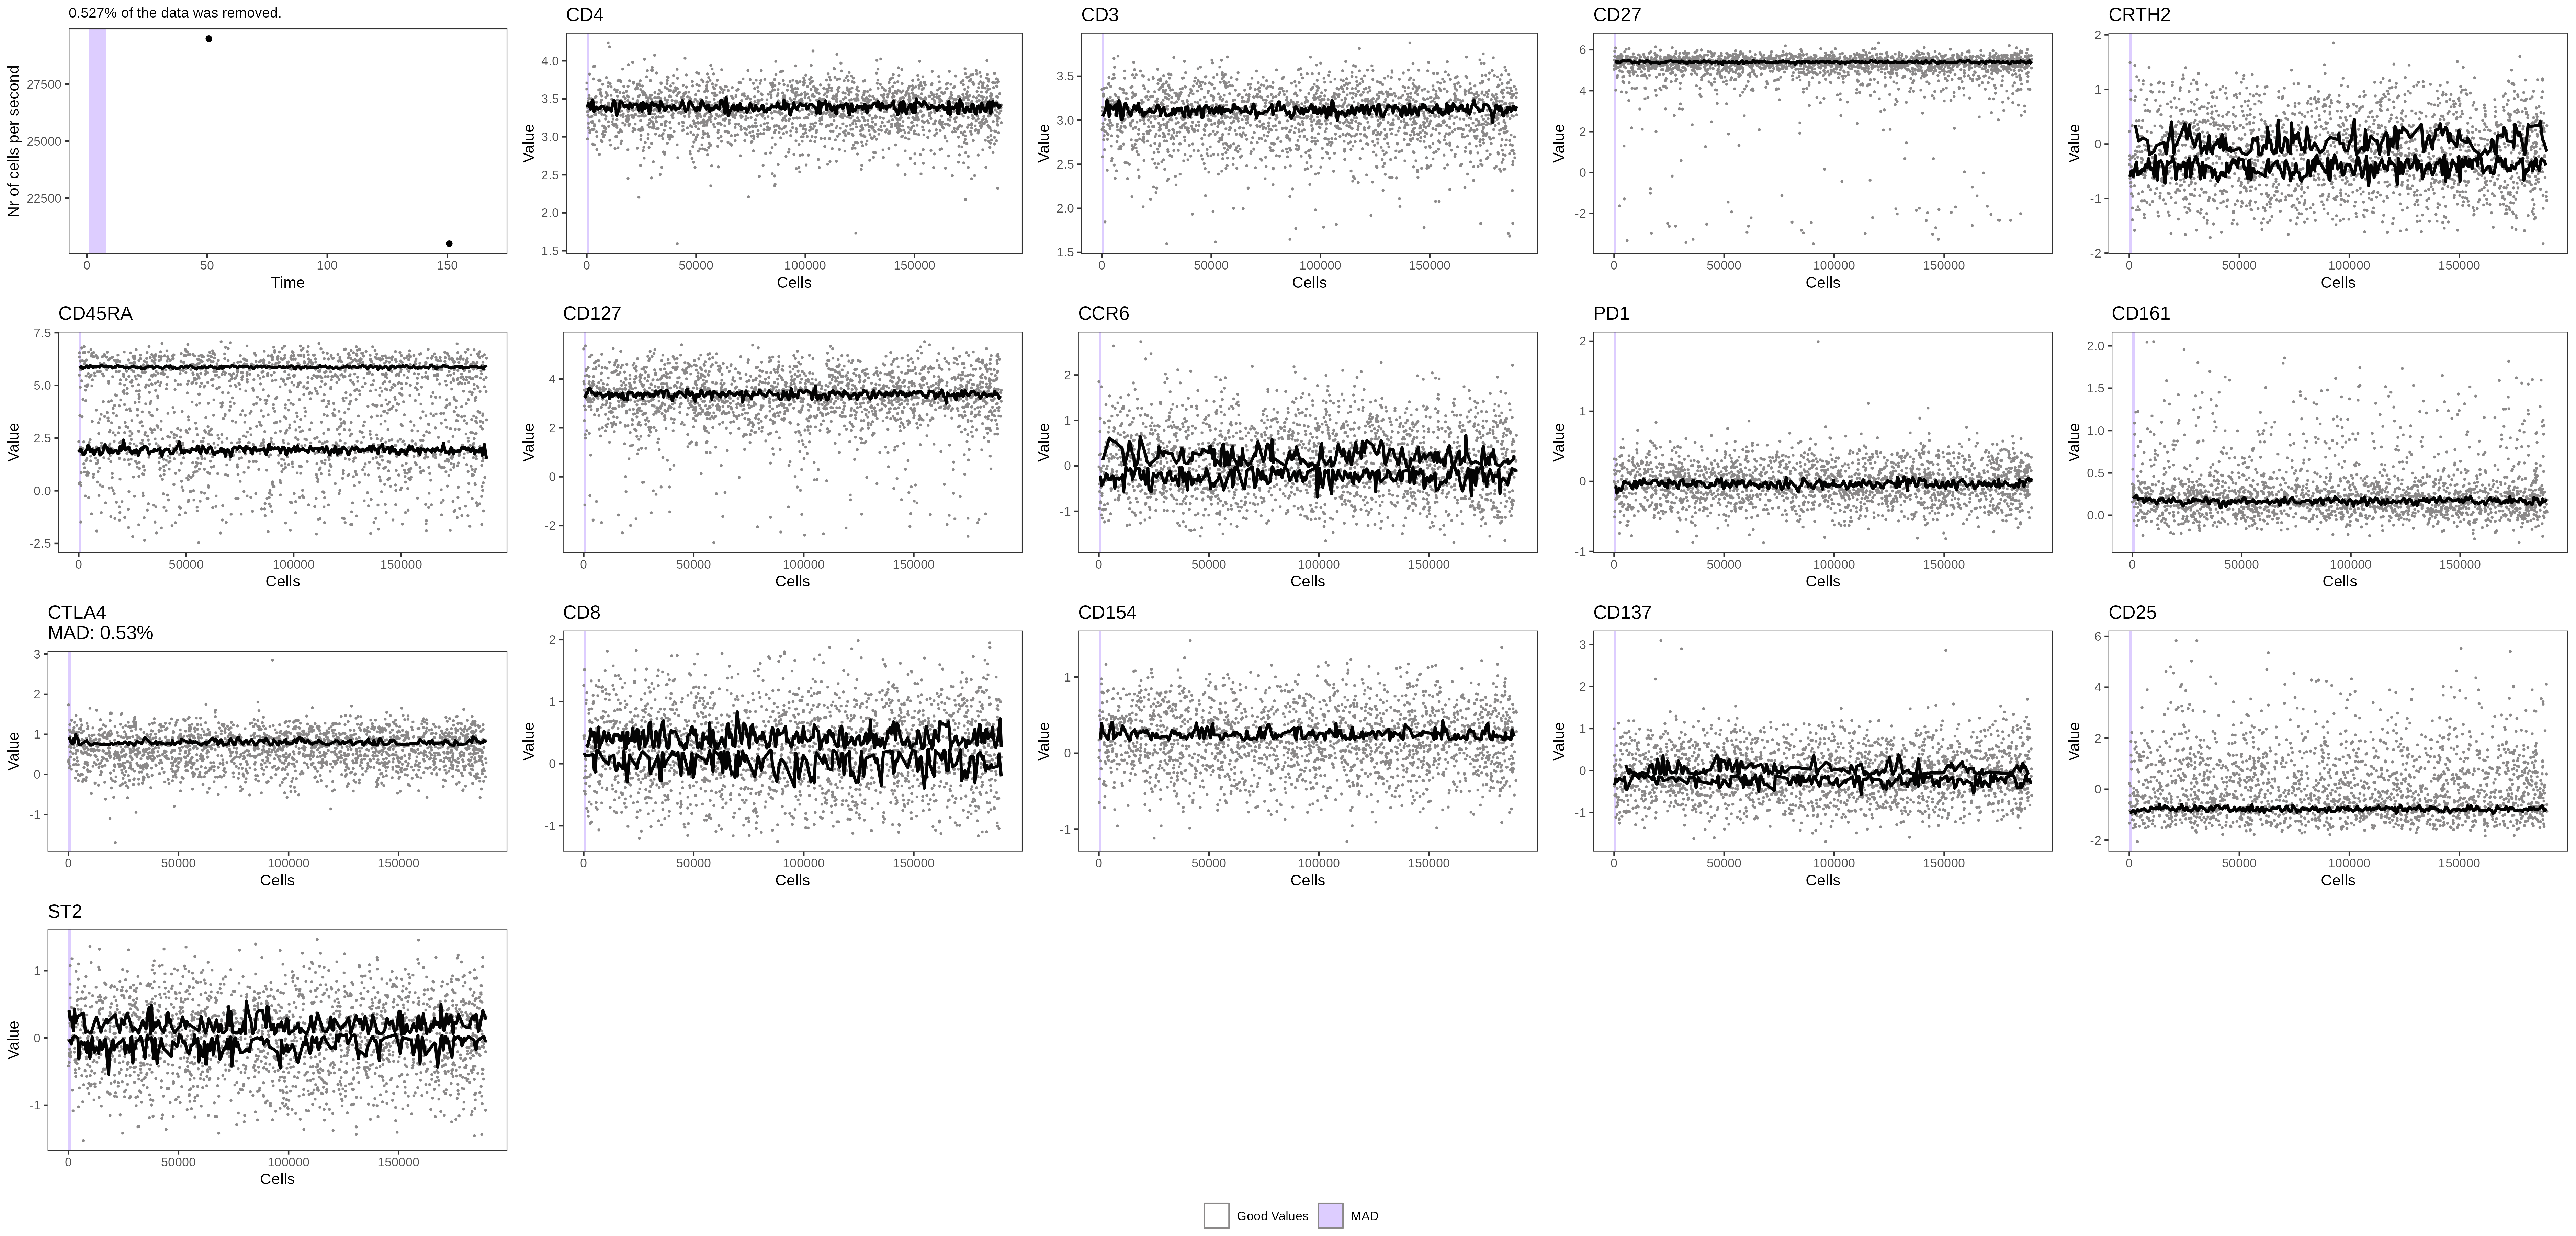 0.527% of the data was removed.
Nr of cells per second
27500
25000
22500
0 50 100 150
Time
CD4
Value
4.0
3.5
3.0
2.5
2.0
1.5
0 50000 100000 150000
Cells
CD3
Value
3.5
3.0
2.5
2.0
1.5
0 50000 100000 150000
Cells
CD27
Value
6
4
2
0
-2
0 50000 100000 150000
Cells
CRTH2
Value
2
1
0
-1
-2
0 50000 100000 150000
Cells
CD45RA
Value
7.5
5.0
2.5
0.0
-2.5
0 50000 100000 150000
Cells
CD127
Value
4
2
0
-2
0 50000 100000 150000
Cells
CCR6
Value
2
1
0
-1
0 50000 100000 150000
Cells
PD1
Value
2
1
0
-1
0 50000 100000 150000
Cells
CD161
Value
2.0
1.5
1.0
0.5
0.0
0 50000 100000 150000
Cells
CTLA4
MAD: 0.53%
Value
3
2
1
0
-1
0 50000 100000 150000
Cells
CD8
Value
2
1
0
-1
0 50000 100000 150000
Cells
CD154
Value
1
0
-1
0 50000 100000 150000
Cells
CD137
Value
3
2
1
0
-1
0 50000 100000 150000
Cells
CD25
Value
6
4
2
0
-2
0 50000 100000 150000
Cells
ST2
Value
1
0
-1
0 50000 100000 150000
Cells
Good Values MAD